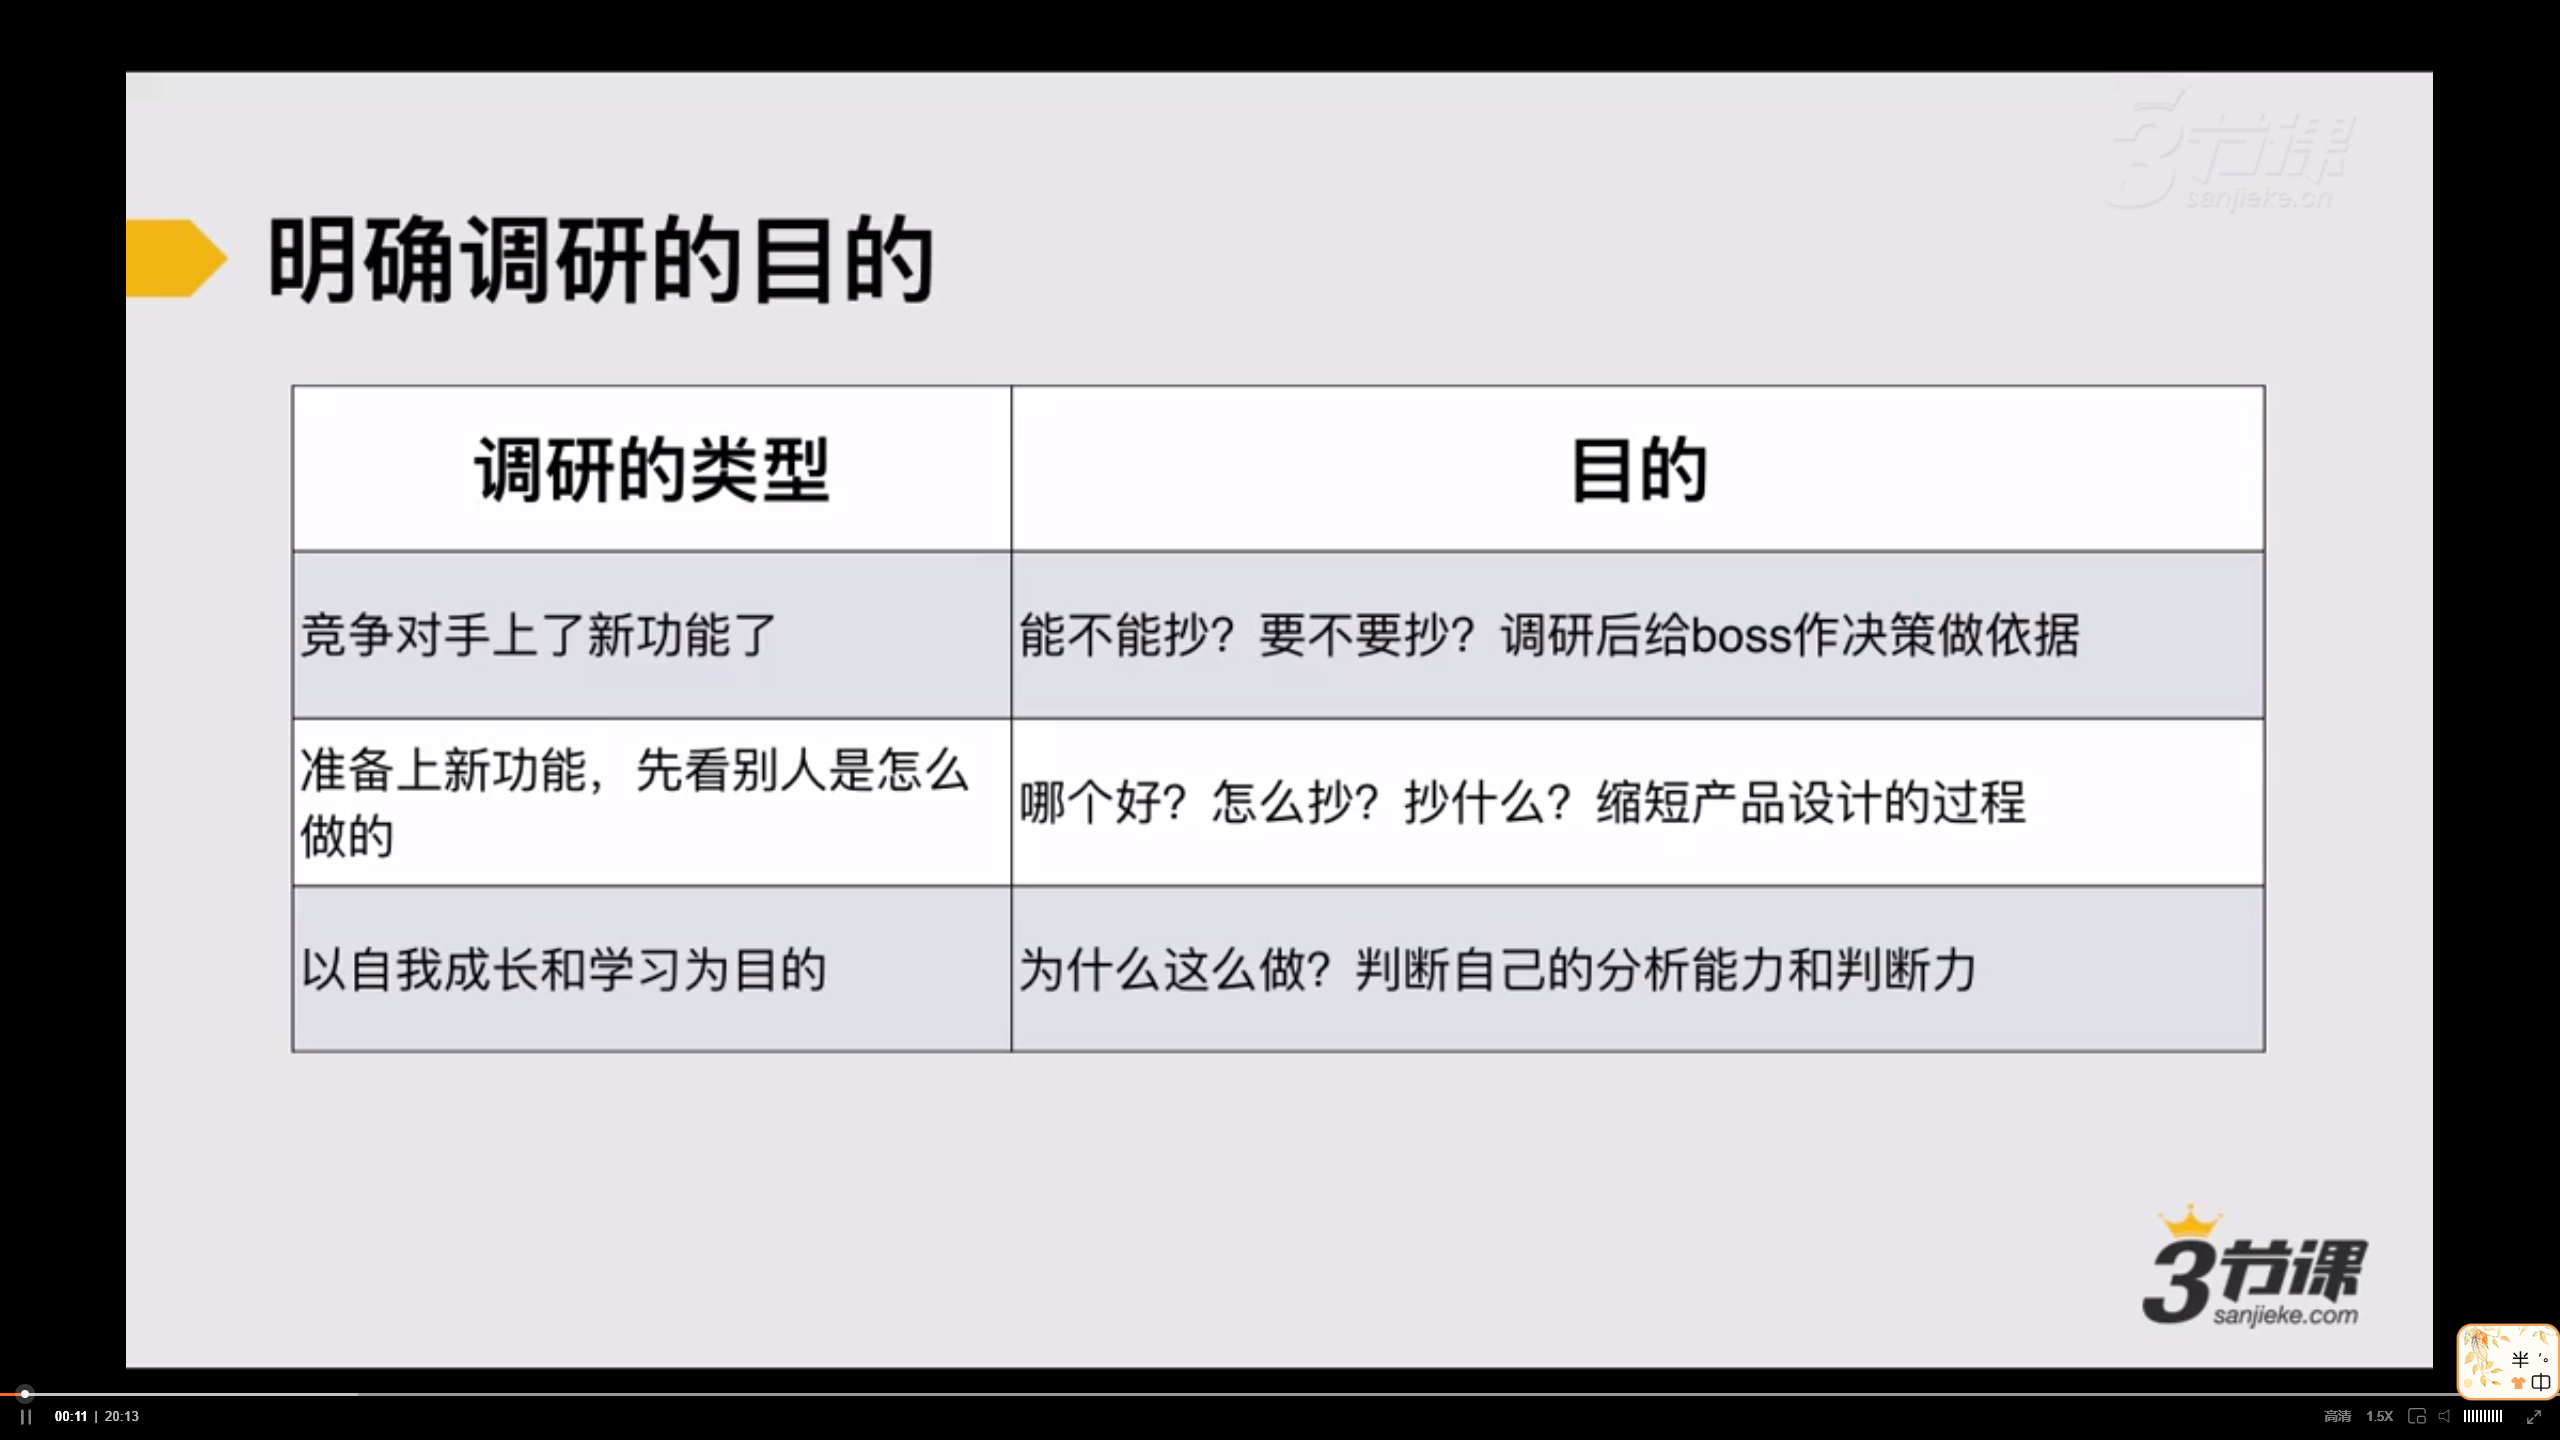 3节课
sanjieke.cn
明确调研的目的
调研的类型
目的
竞争对手上了新功能了
能不能抄？要不要抄？调研后给boss作决策做依据
准备上新功能，先看别人是怎么
做的
哪个好？怎么抄？抄什么？缩短产品设计的过程
以自我成长和学习为目的
为什么这么做？判断自己的分析能力和判断力
3节课
sanjieke.com
半
00:11 | 20:13
高清
1.5X